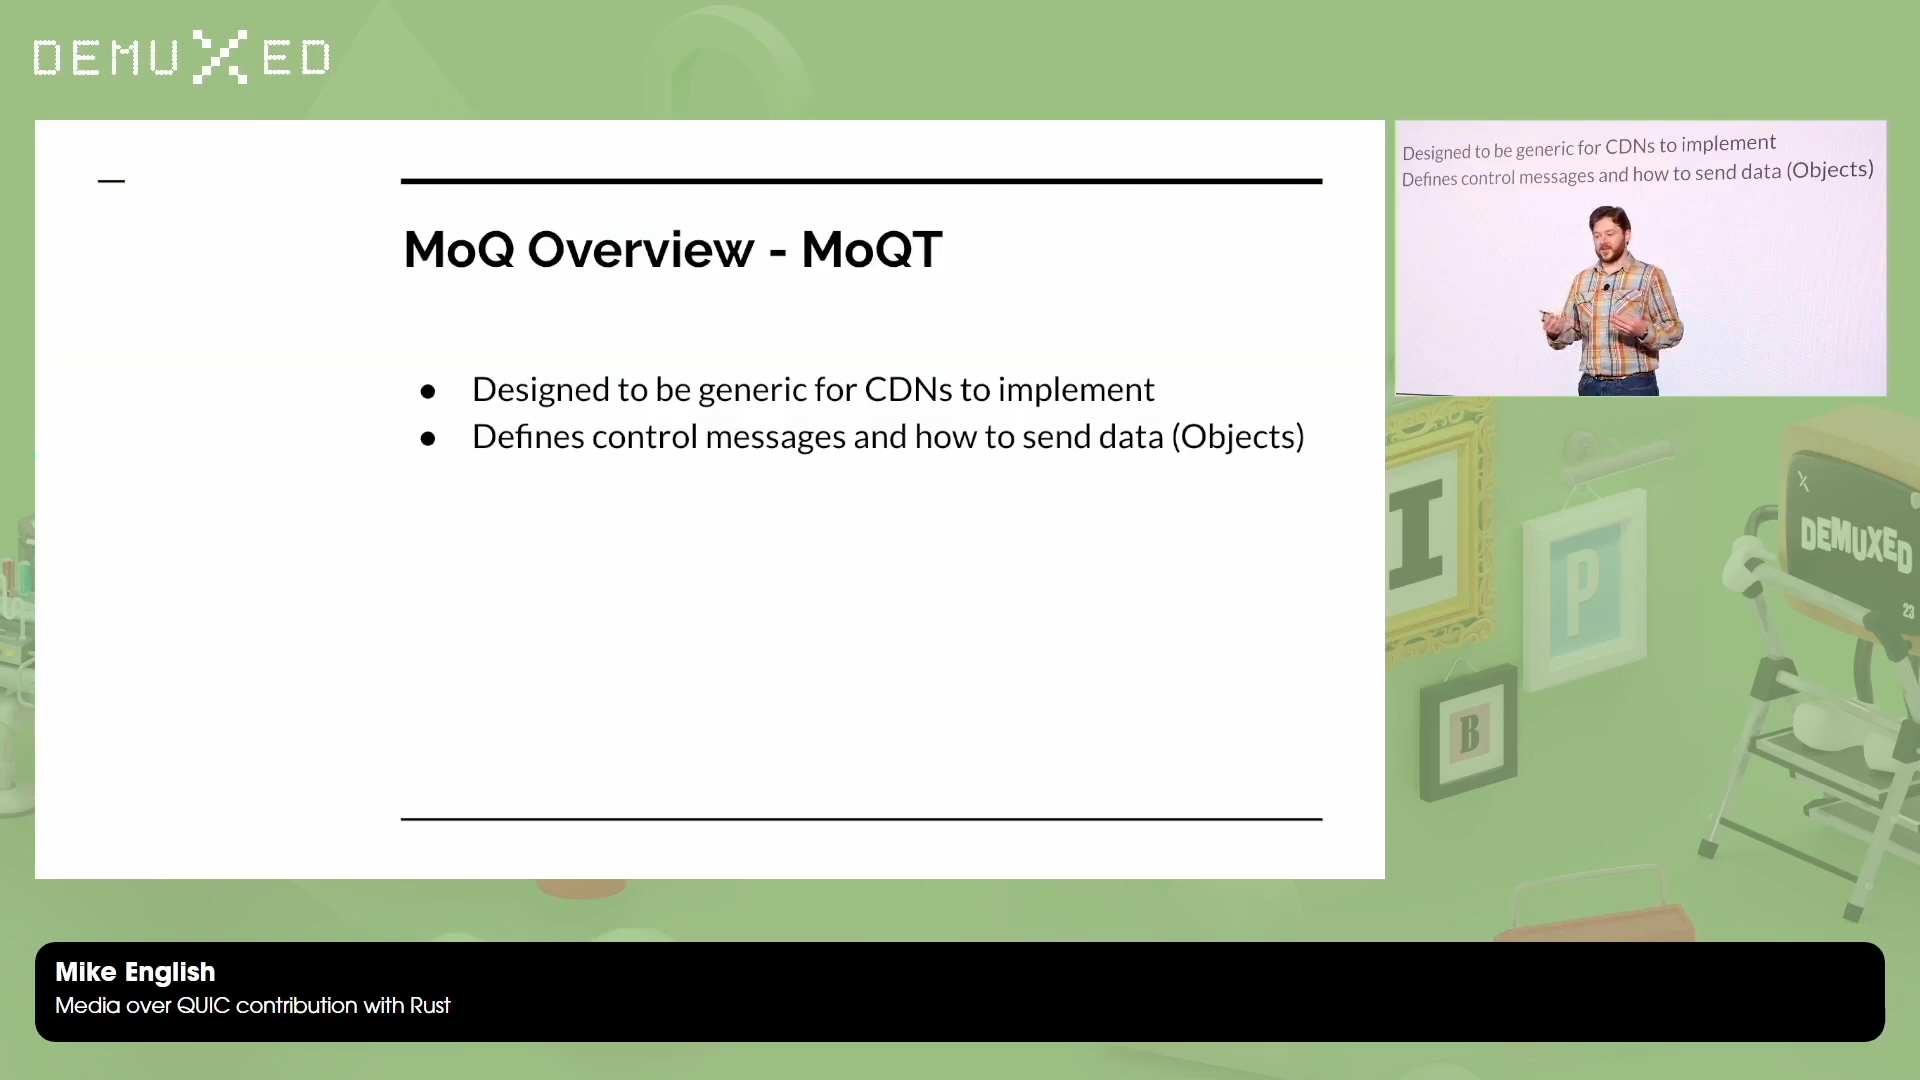 DEMUXED
MoQ Overview - MoQT
● Designed to be generic for CDNs to implement
● Defines control messages and how to send data (Objects)
Designed to be generic for CDNs to implement
Defines control messages and how to send data (Objects)
I
P
B
X
DEMUXED
23
Mike English
Media over QUIC contribution with Rust